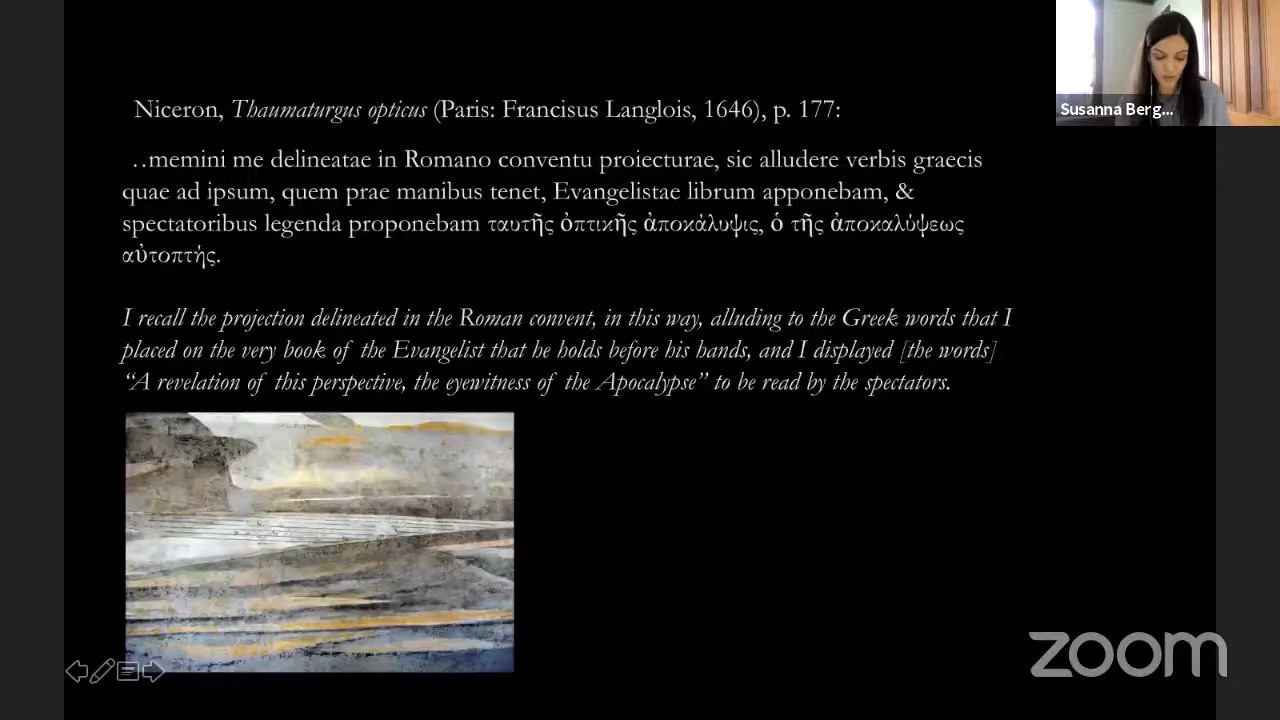 Niceron, Thaumaturgus opticus (Paris: Francisus Langlois, 1646), p. 177:
..memini me delineatae in Romano conventu proiecturae, sic alludere verbis graecis
quae ad ipsum, quem prae manibus tenet, Evangelistae librum apponebam, &
spectatoribus legenda proponebam ταυτῆς ὀπτικῆς ἀποκὰλυψις, ὁ τῆς ἀποκαλύψεως
αὐτοπτής.
I recall the projection delineated in the Roman convent, in this way, alluding to the Greek words that I
placed on the very book of the Evangelist that he holds before his hands, and I displayed [the words]
“A revelation of this perspective, the eyewitness of the Apocalypse” to be read by the spectators.
Susanna Berg...
zoom